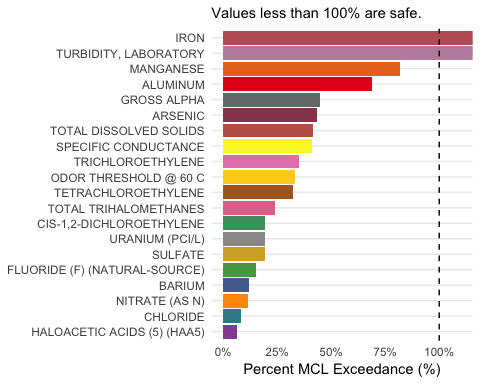 Values less than 100% are safe.
IRON
TURBIDITY, LABORATORY
MANGANESE
ALUMINUM
GROSS ALPHA
ARSENIC
TOTAL DISSOLVED SOLIDS
SPECIFIC CONDUCTANCE
TRICHLOROETHYLENE
ODOR THRESHOLD @ 60 C
TETRACHLOROETHYLENE
TOTAL TRIHALOMETHANES
CIS-1,2-DICHLOROETHYLENE
URANIUM (PCI/L)
SULFATE
FLUORIDE (F) (NATURAL-SOURCE)
BARIUM
NITRATE (AS N)
CHLORIDE
HALOACETIC ACIDS (5) (HAA5)
0% 25% 50% 75% 100%
Percent MCL Exceedance (%)